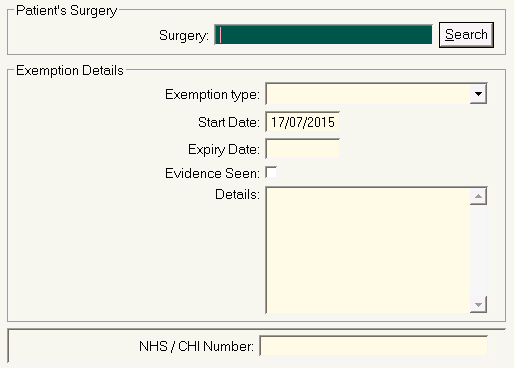 Patient's Surgery
Surgery: Search
Exemption Details
Exemption type:
Start Date: 17/07/2015
Expiry Date:
Evidence Seen:
Details:
NHS / CHI Number: